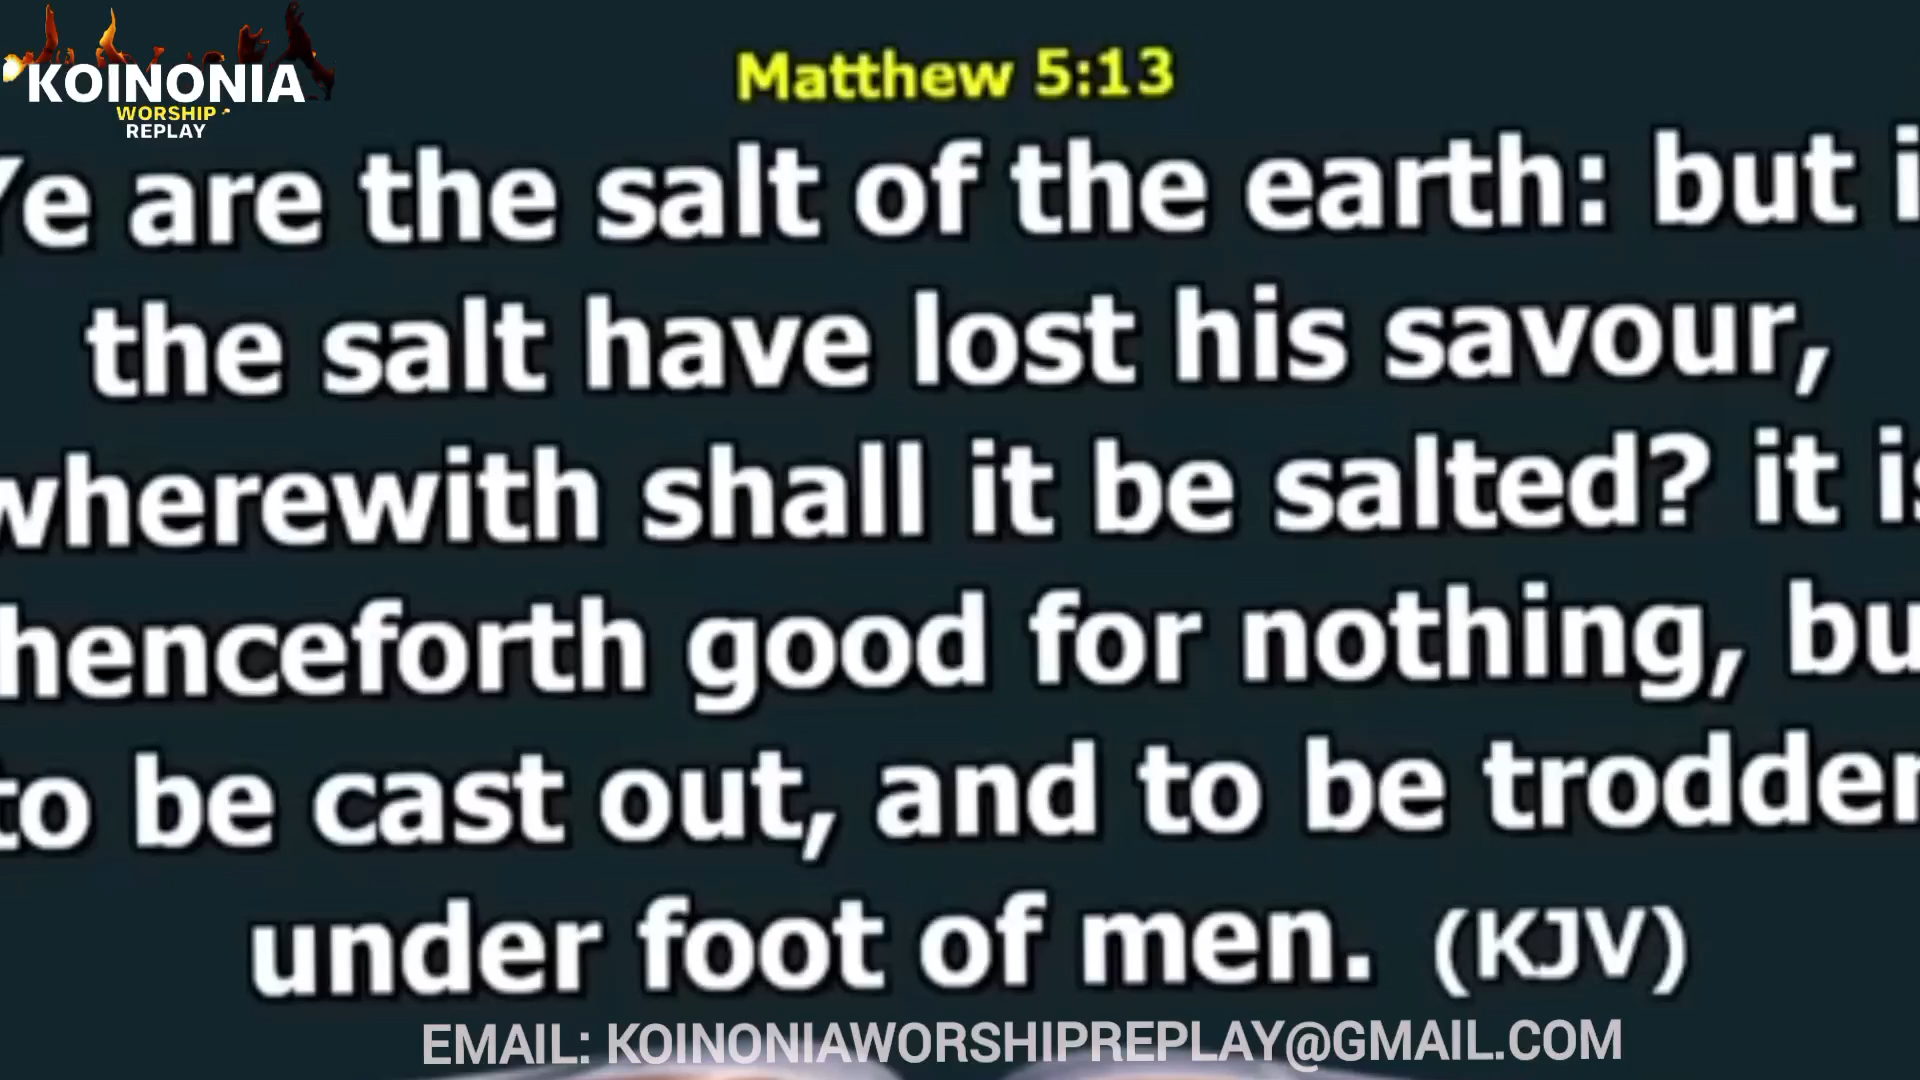 KOINONIA
WORSHIP
REPLAY
Matthew 5:13
Ye are the salt of the earth: but i
the salt have lost his savour,
wherewith shall it be salted? it is
henceforth good for nothing, bu
to be cast out, and to be trodden
under foot of men. (KJV)
EMAIL: KOINONIAWORSHIPREPLAY@GMAIL.COM